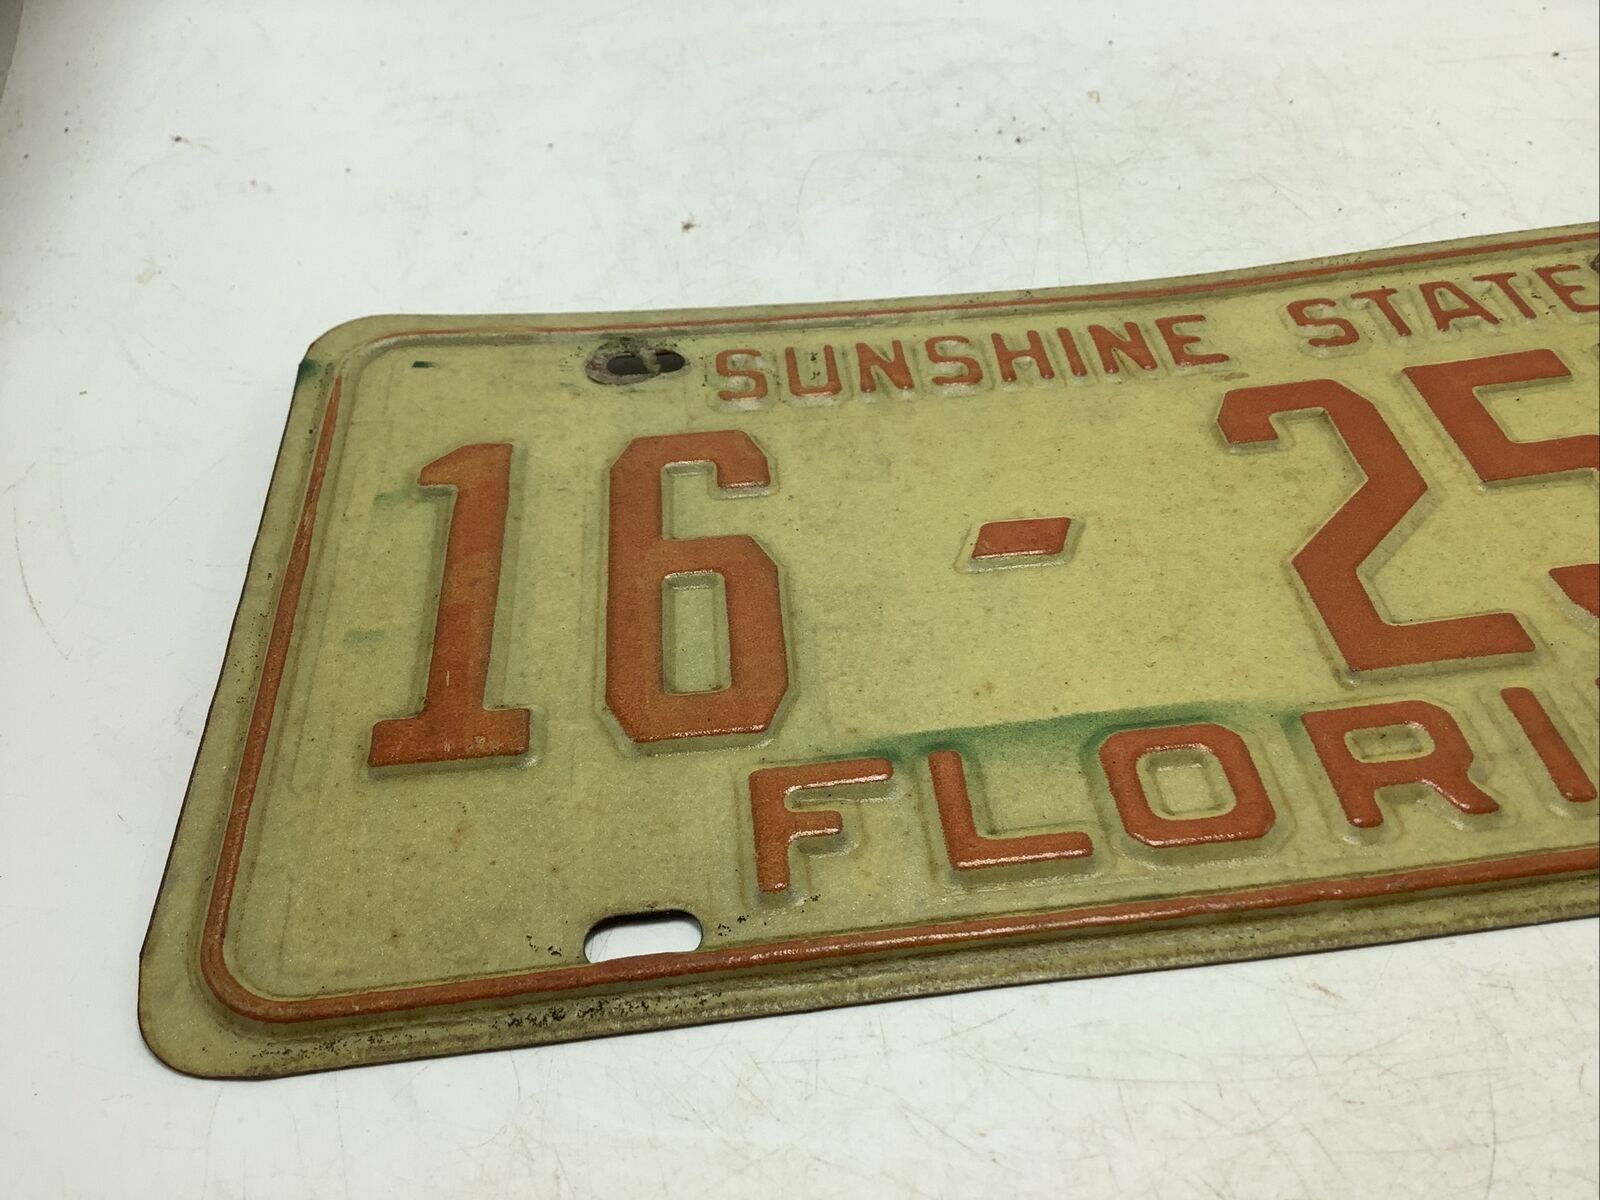 SUNSHINE STATE
16-25
FLORI